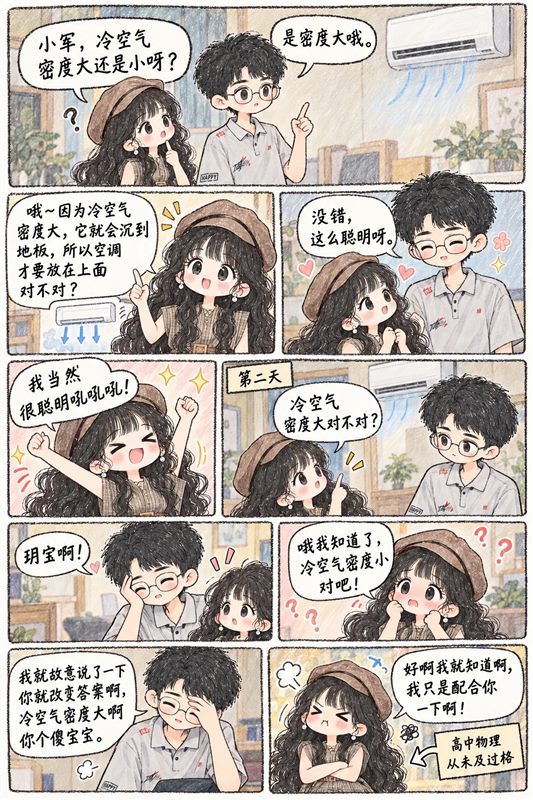 小军，冷空气
密度大还是小呀？
是密度大哦。
?
HAPPY
哦~因为冷空气
密度大，它就会沉到
地板，所以空调
才要放在上面
对不对？
没错，
这么聪明呀。
我当然
很聪明吼吼吼！
第二天
冷空气
密度大对不对？
HAPPY
玥宝啊！
哦我知道了，
冷空气密度小
对吧！
? ?
? ?
我就故意说了一下
你就改变答案啊，
冷空气密度大啊
你个傻宝宝。
好啊我就知道啊，
我只是配合你
一下啊！
高中物理
从未及过格